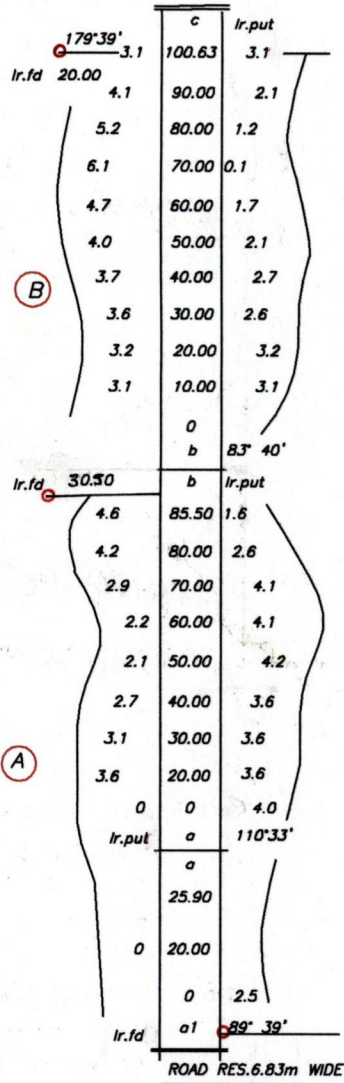 c Ir.put
179°39' 3.1 100.63 3.1
Ir.fd 20.00
4.1 90.00 2.1
5.2 80.00 1.2
6.1 70.00 0.1
4.7 60.00 1.7
4.0 50.00 2.1
3.7 40.00 2.7
B
3.6 30.00 2.6
3.2 20.00 3.2
3.1 10.00 3.1
0
b 83° 40'
Ir.fd 30.30 b Ir.put
4.6 85.50 1.6
4.2 80.00 2.6
2.9 70.00 4.1
2.2 60.00 4.1
2.1 50.00 4.2
2.7 40.00 3.6
A
3.1 30.00 3.6
3.6 20.00 3.6
0 0 4.0
Ir.put a 110°33'
a
25.90
0 20.00
0 2.5
Ir.fd a1 89° 39'
ROAD RES.6.83m WIDE